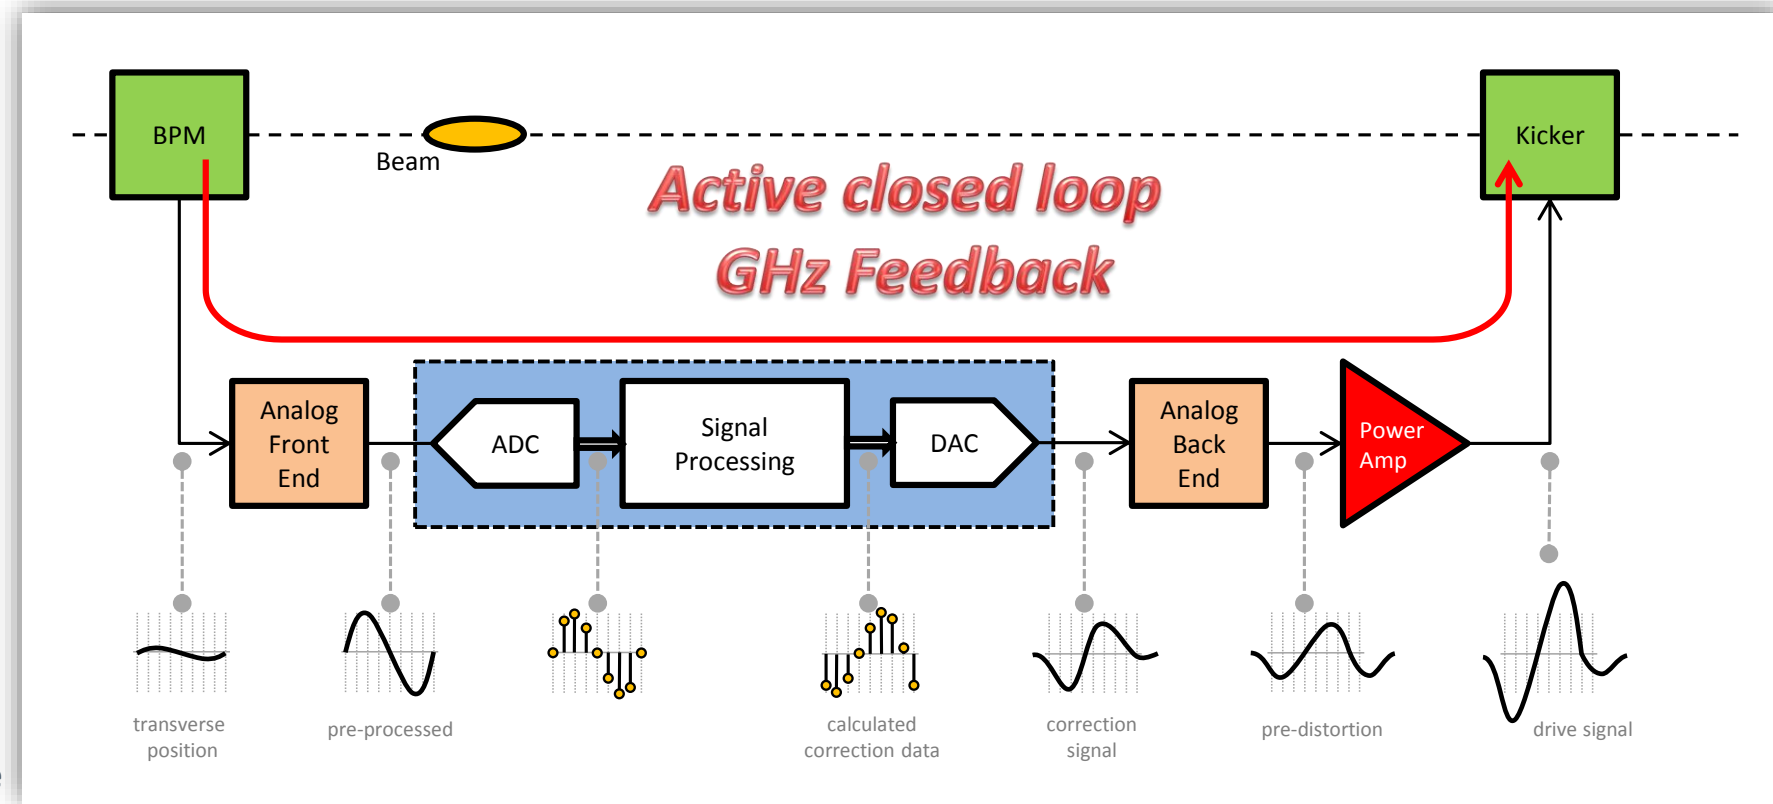 BPM
Beam
Kicker
Active closed loop
GHz Feedback
Analog
Front
End
ADC
Signal
Processing
DAC
Analog
Back
End
Power
Amp
transverse
position
pre-processed
calculated
correction data
correction
signal
pre-distortion
drive signal